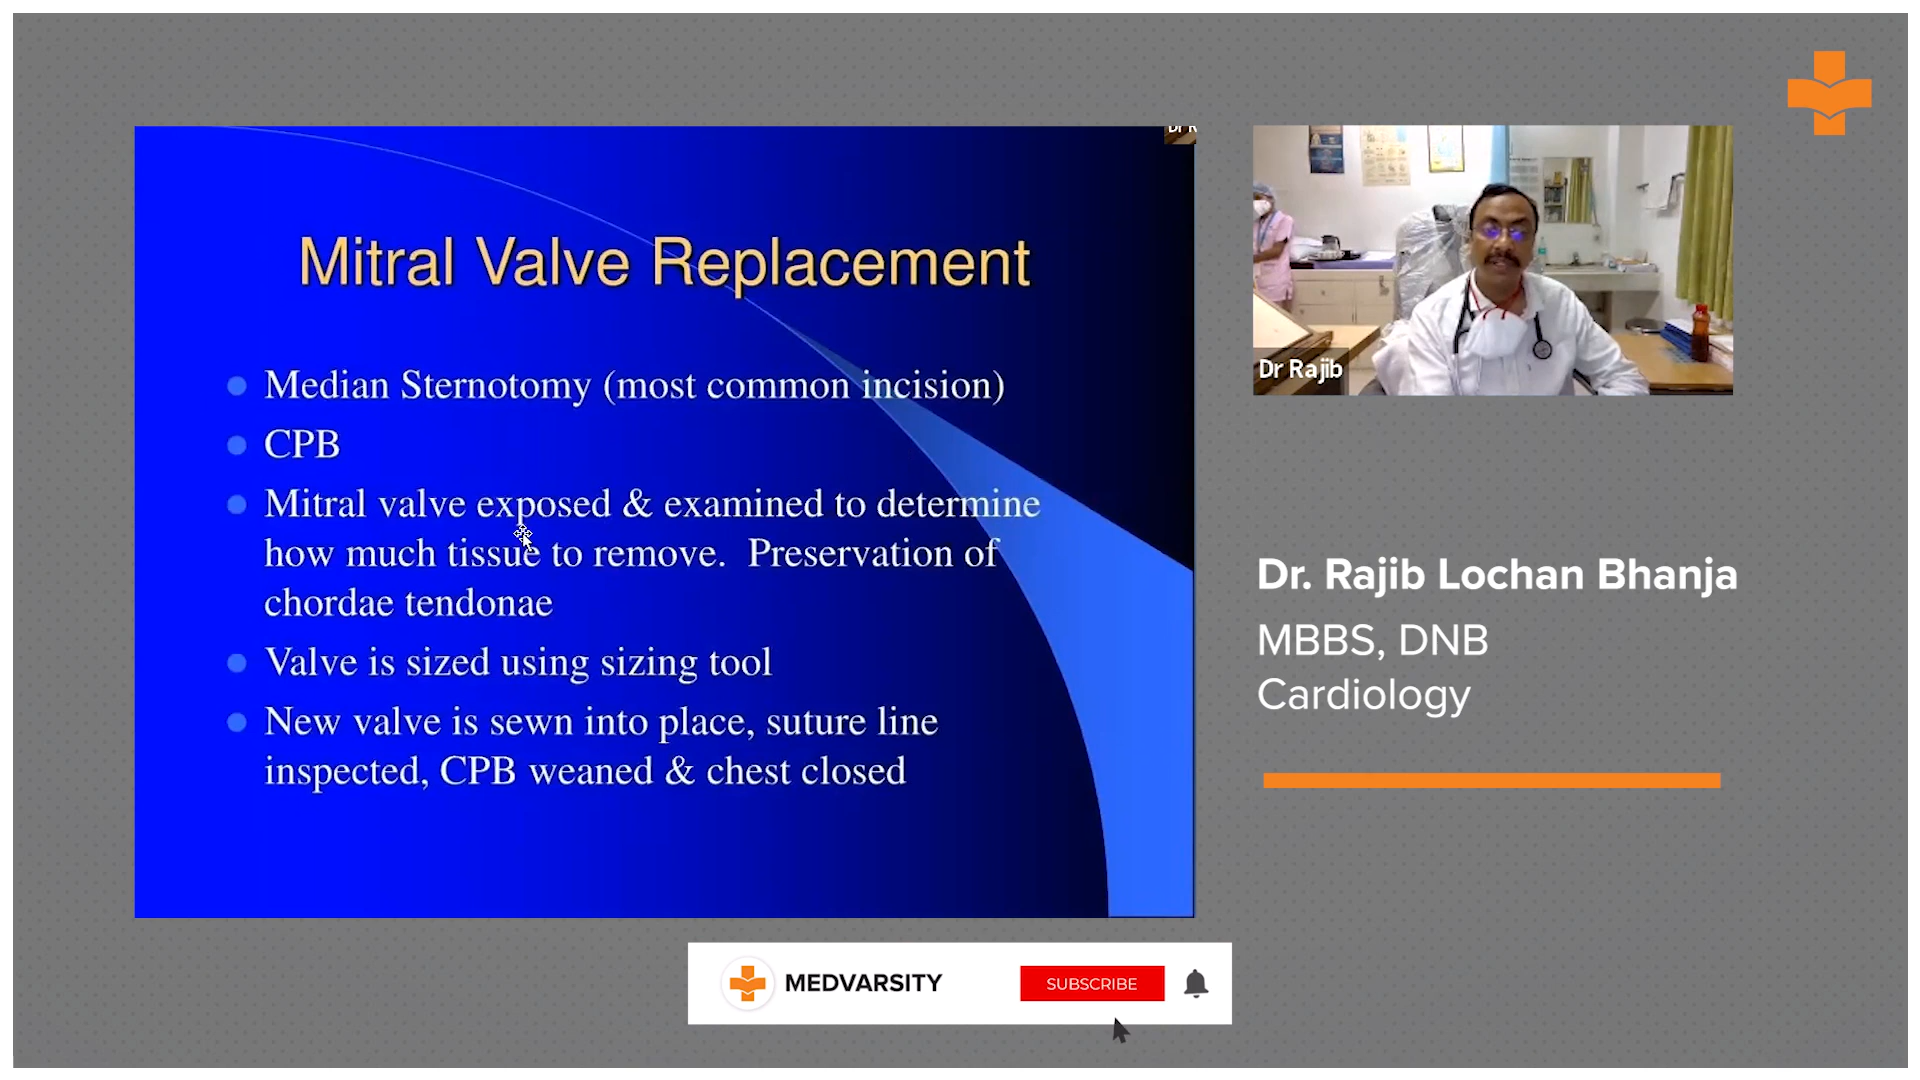 Mitral Valve Replacement
Median Sternotomy (most common incision)
CPB
Mitral valve exposed & examined to determine
how much tissue to remove. Preservation of
chordae tendonae
Valve is sized using sizing tool
New valve is sewn into place, suture line
inspected, CPB weaned & chest closed
Dr R
Dr Rajib
Dr. Rajib Lochan Bhanja
MBBS, DNB
Cardiology
MEDVARSITY
SUBSCRIBE